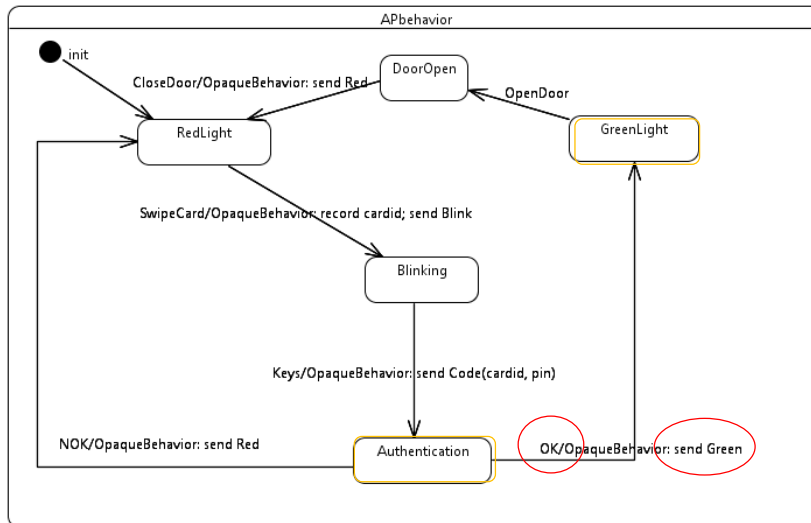 APbehavior
init
DoorOpen
CloseDoor/OpaqueBehavior: send Red
OpenDoor
RedLight
GreenLight
SwipeCard/OpaqueBehavior: record cardid; send Blink
Blinking
Keys/OpaqueBehavior: send Code(cardid, pin)
NOK/OpaqueBehavior: send Red
Authentication
OK/OpaqueBehavior: send Green